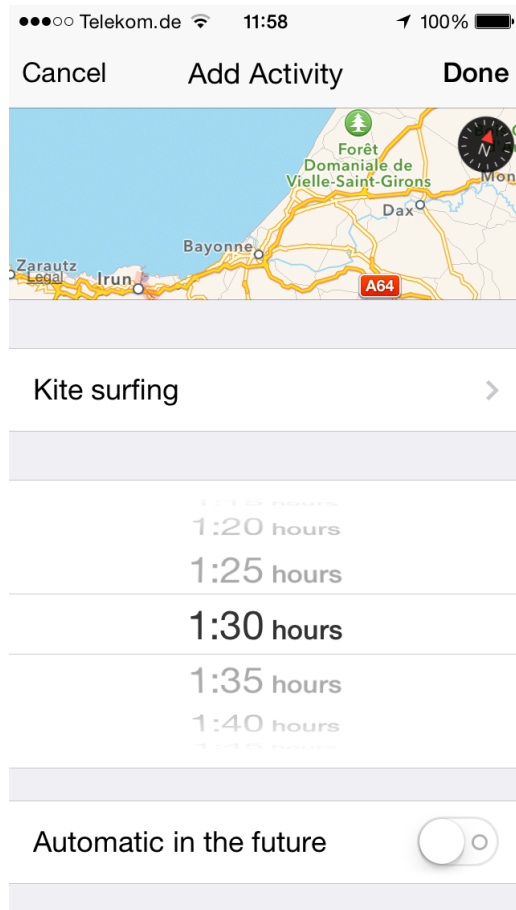 Telekom.de 11:58 100%
Cancel Add Activity Done
Forêt
Domaniale de
Vielle-Saint-Girons
Mon
Dax
Bayonne
Zarautz
Legal
Irun
A64
N
Kite surfing
1:20 hours
1:25 hours
1:30 hours
1:35 hours
1:40 hours
Automatic in the future